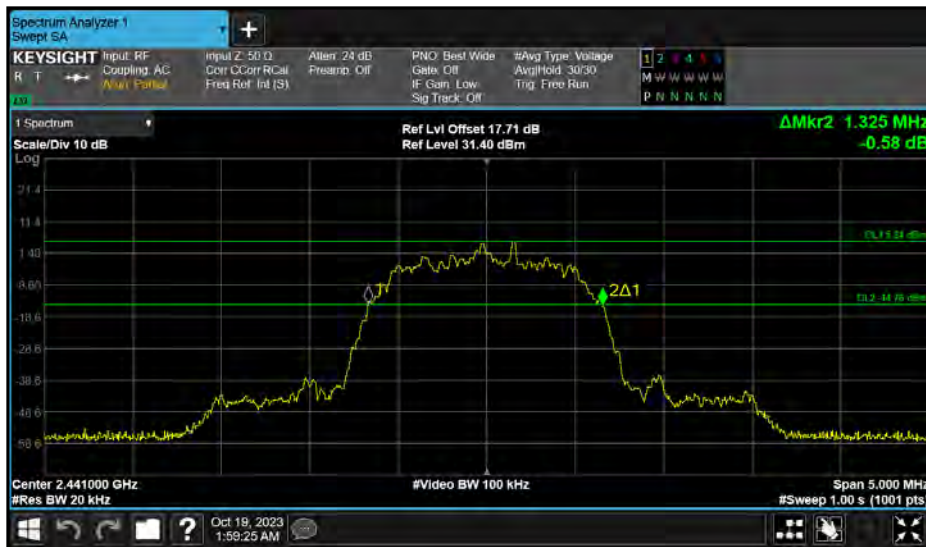 Spectrum Analyzer 1
Swept SA
+
KEYSIGHT
R T
Input: RF
Coupling: AC
Align: Partial
Input Z: 50 Ω
Corr CCorr RCal
Freq Ref: Int (S)
Atten: 24 dB
Preamp: Off
PNO: Best Wide
Gate: Off
IF Gain: Low
Sig Track: Off
#Avg Type: Voltage
Avg|Hold: 30/30
Trig: Free Run
1 2 3 4 5 6
M W W W W W
P N N N N N
1 Spectrum
Scale/Div 10 dB
Log
Ref Lvl Offset 17.71 dB
Ref Level 31.40 dBm
ΔMkr2 1.325 MHz
-0.58 dB
21.4
11.4
1.40
-8.60
-18.6
-28.6
-38.6
-48.6
-58.6
1
2Δ1
Center 2.441000 GHz
#Res BW 20 kHz
#Video BW 100 kHz
Span 5.000 MHz
#Sweep 1.00 s (1001 pts)
?
Oct 19, 2023
1:59:25 AM